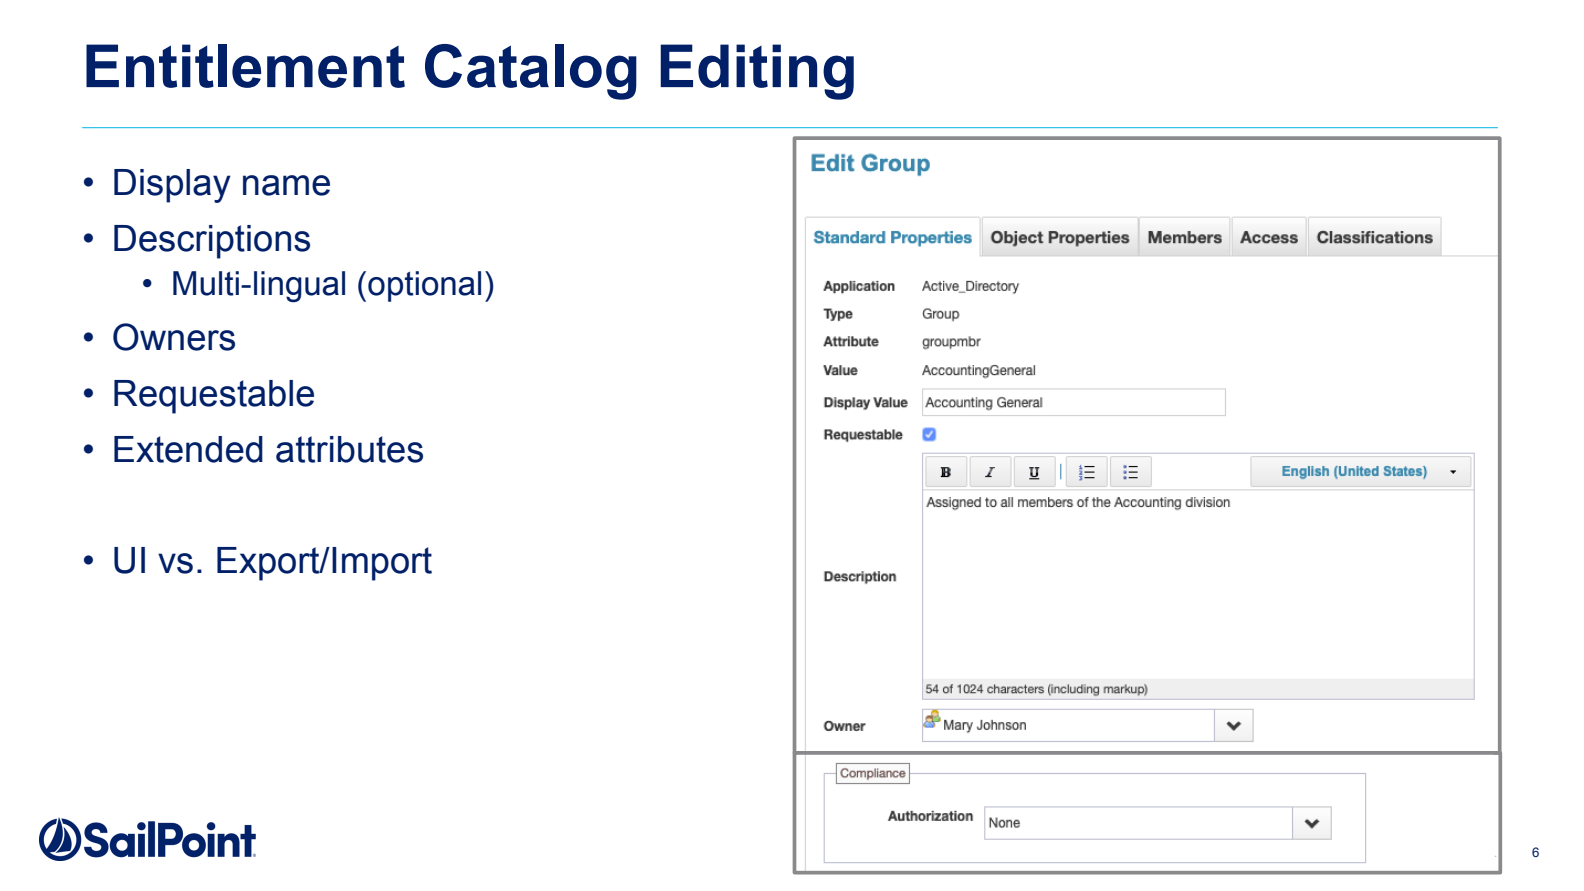 Entitlement Catalog Editing
• Display name
• Descriptions
• Multi-lingual (optional)
• Owners
• Requestable
• Extended attributes
• UI vs. Export/Import
Edit Group
Standard Properties Object Properties Members Access Classifications
Application Active_Directory
Type Group
Attribute groupmbr
Value AccountingGeneral
Display Value Accounting General
Requestable
B I U English (United States)
Assigned to all members of the Accounting division
Description
54 of 1024 characters (including markup)
Owner Mary Johnson
Compliance
Authorization None
SailPoint
6